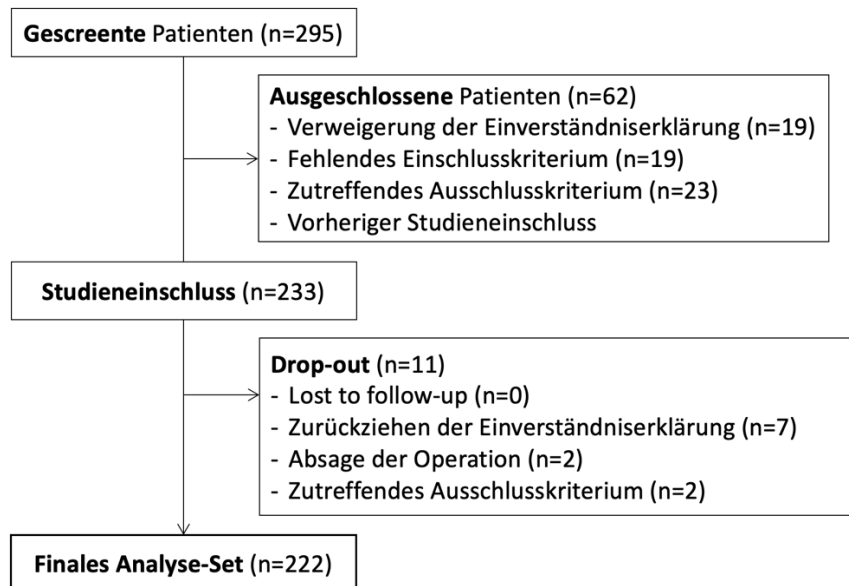 Gescreente Patienten (n=295)
Ausgeschlossene Patienten (n=62)
- Verweigerung der Einverständniserklärung (n=19)
- Fehlendes Einschlusskriterium (n=19)
- Zutreffendes Ausschlusskriterium (n=23)
- Vorheriger Studieneinschluss
Studieneinschluss (n=233)
Drop-out (n=11)
- Lost to follow-up (n=0)
- Zurückziehen der Einverständniserklärung (n=7)
- Absage der Operation (n=2)
- Zutreffendes Ausschlusskriterium (n=2)
Finales Analyse-Set (n=222)